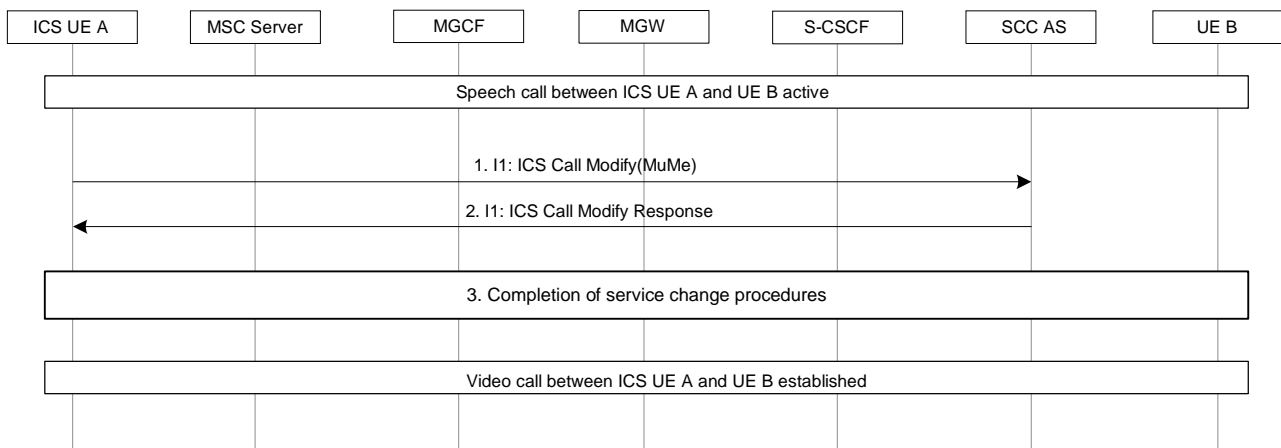 ICS UE A
MSC Server
MGCF
MGW
S-CSCF
SCC AS
UE B
Speech call between ICS UE A and UE B active
1. I1: ICS Call Modify(MuMe)
2. I1: ICS Call Modify Response
3. Completion of service change procedures
Video call between ICS UE A and UE B established